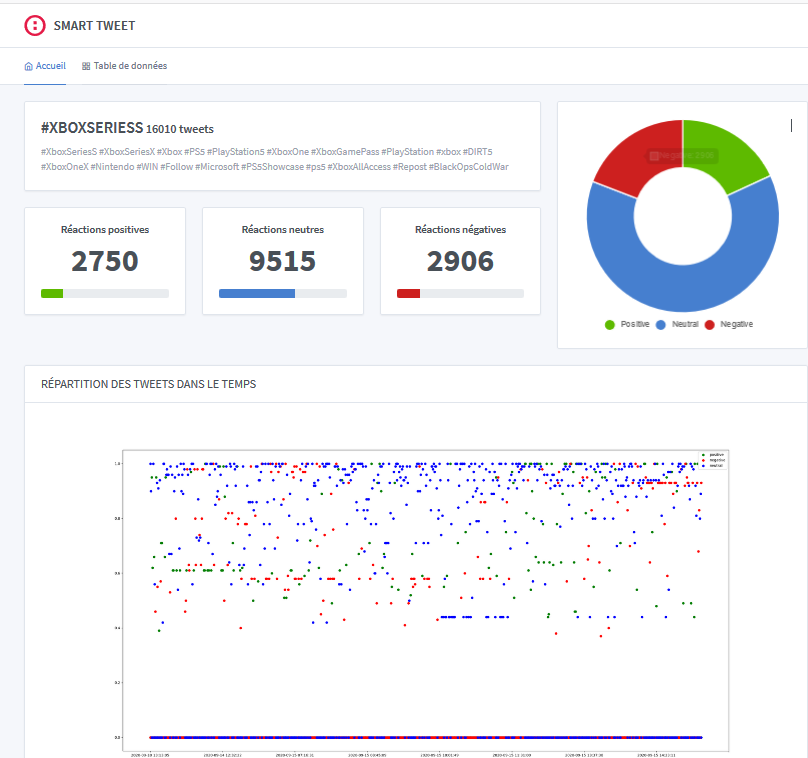 SMART TWEET
Accueil Table de données
#XBOXSERIESS 16010 tweets
#XboxSeriesS #XboxSeriesX #Xbox #PS5 #PlayStation5 #XboxOne #XboxGamePass #PlayStation #xbox #DIRT5
#XboxOneX #Nintendo #WIN #Follow #Microsoft #PS5Showcase #ps5 #XboxAllAccess #Repost #BlackOpsColdWar
Réactions positives
2750
Réactions neutres
9515
Réactions négatives
2906
Negative: 2906
Positive Neutral Negative
RÉPARTITION DES TWEETS DANS LE TEMPS
1.0
0.8
0.6
0.4
0.2
0.0
positive
negative
neutral